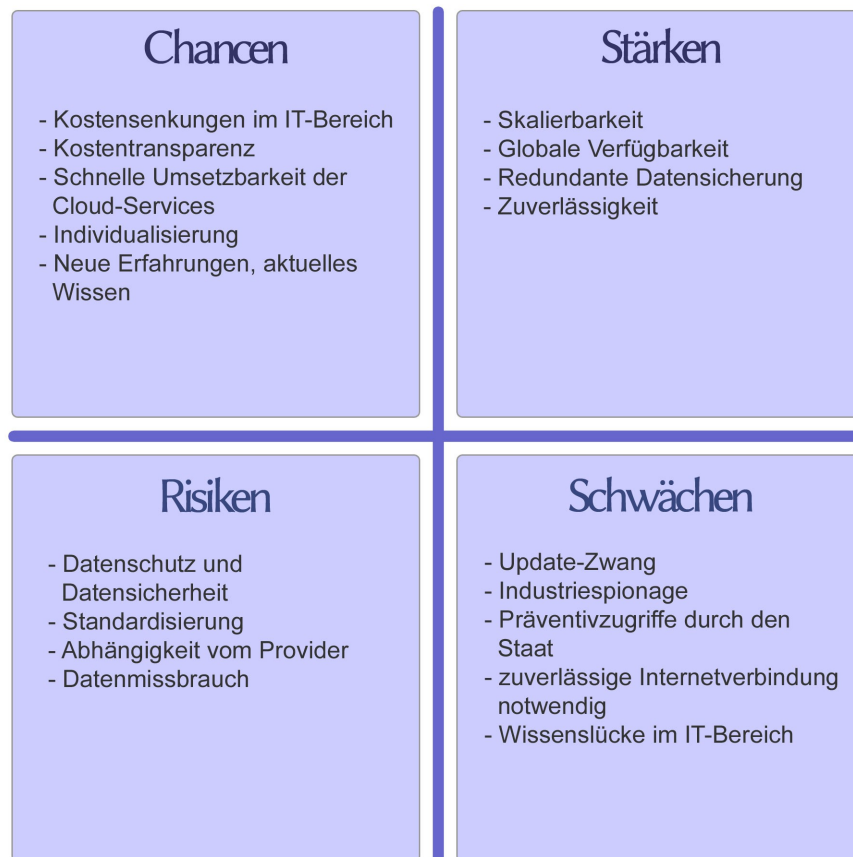 Chancen
- Kostensenkungen im IT-Bereich
- Kostentransparenz
- Schnelle Umsetzbarkeit der
Cloud-Services
- Individualisierung
- Neue Erfahrungen, aktuelles
Wissen
Stärken
- Skalierbarkeit
- Globale Verfügbarkeit
- Redundante Datensicherung
- Zuverlässigkeit
Risiken
- Datenschutz und
Datensicherheit
- Standardisierung
- Abhängigkeit vom Provider
- Datenmissbrauch
Schwächen
- Update-Zwang
- Industriespionage
- Präventivzugriffe durch den
Staat
- zuverlässige Internetverbindung
notwendig
- Wissenslücke im IT-Bereich